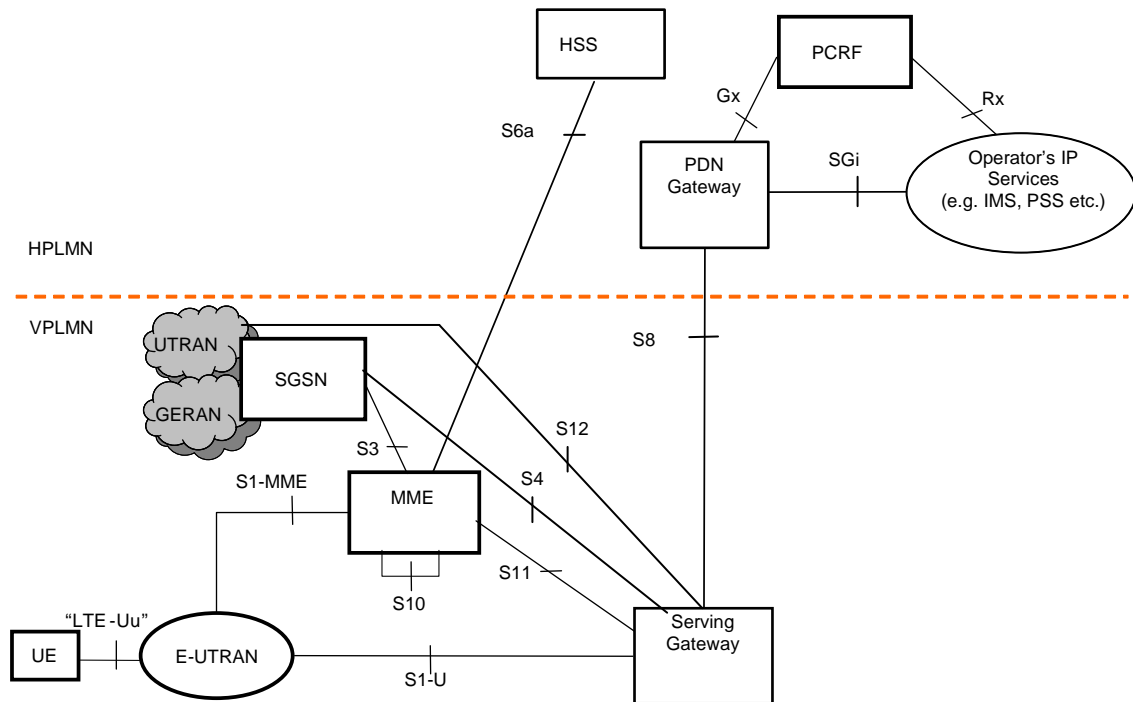 HSS
PCRF
Gx
Rx
S6a
PDN
Gateway
SGi
Operator's IP
Services
(e.g. IMS, PSS etc.)
HPLMN
VPLMN
S8
UTRAN
SGSN
GERAN
S12
S3
S4
S1-MME
MME
S11
S10
"LTE-Uu"
Serving
Gateway
UE
E-UTRAN
S1-U